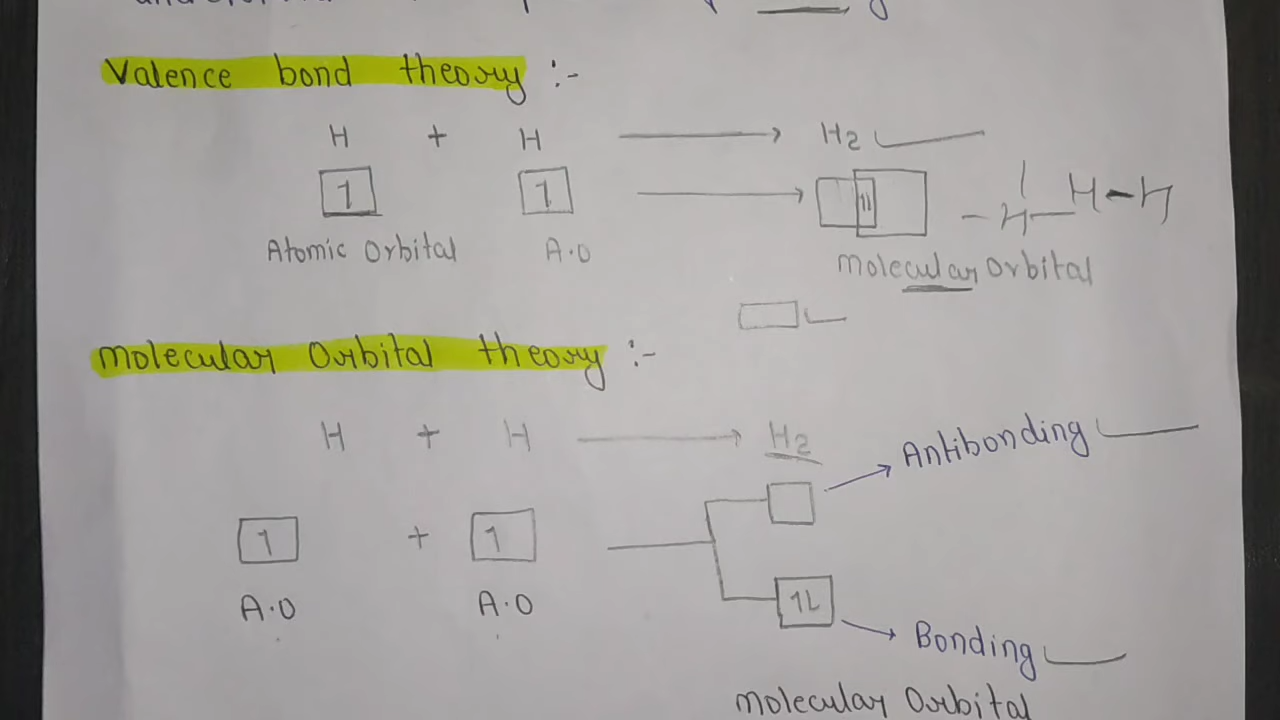 Valence bond theory :-
H + H → H2
1 1 → 1l - H - H-H
Atomic Orbital A.O
Molecular Orbital
Molecular Orbital theory :-
H + H → H2
Antibonding
1 + 1
1L
A.O A.O
Bonding
Molecular Orbital